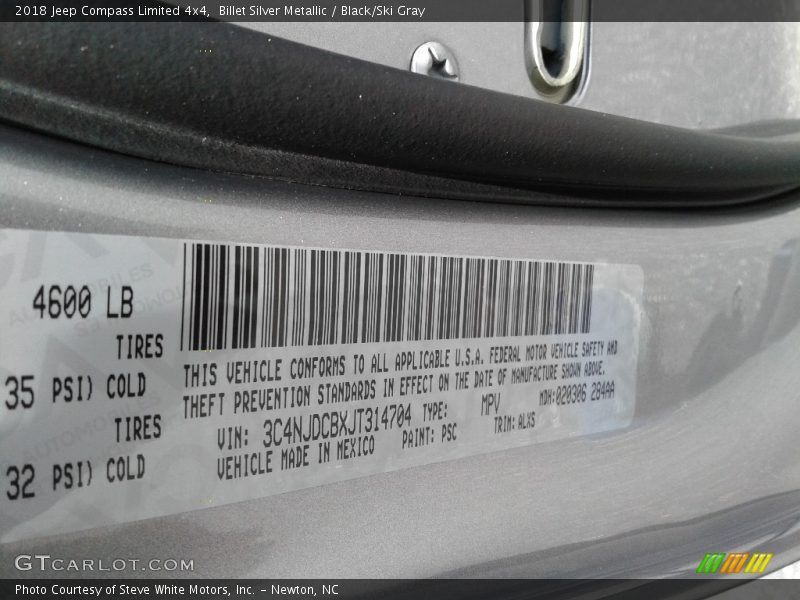 2018 Jeep Compass Limited 4x4, Billet Silver Metallic / Black/Ski Gray
4600 LB
TIRES
35 PSI) COLD
TIRES
32 PSI) COLD
THIS VEHICLE CONFORMS TO ALL APPLICABLE U.S.A. FEDERAL MOTOR VEHICLE SAFETY AND
THEFT PREVENTION STANDARDS IN EFFECT ON THE DATE OF MANUFACTURE SHOWN ABOVE.
VIN: 3C4NJDCBXJT314704 TYPE: MPV MDH:020306 284AA
VEHICLE MADE IN MEXICO PAINT: PSC TRIM: ALXS
GTCARLOT.COM
Photo Courtesy of Steve White Motors, Inc. – Newton, NC